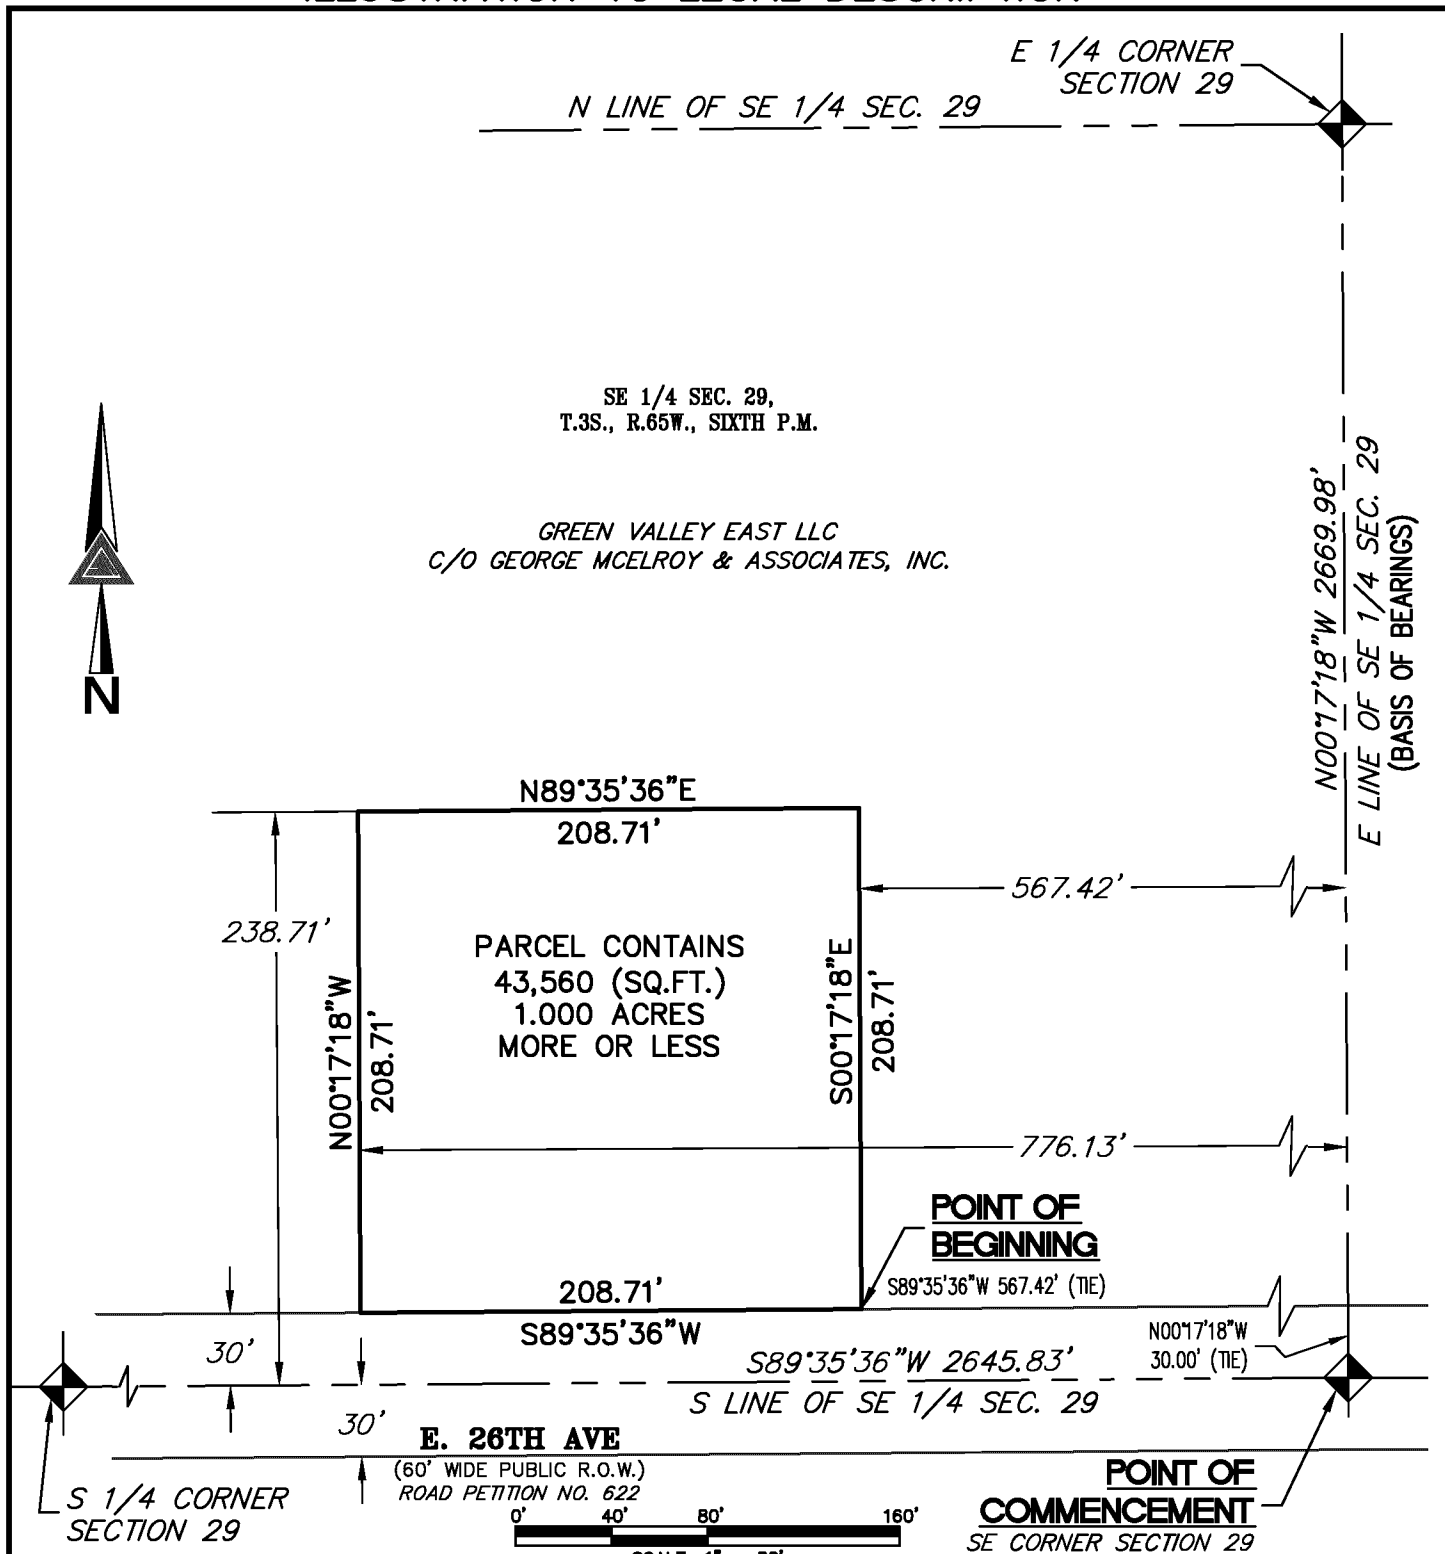 E 1/4 CORNER
SECTION 29
N LINE OF SE 1/4 SEC. 29
SE 1/4 SEC. 29,
T.3S., R.65W., SIXTH P.M.
GREEN VALLEY EAST LLC
C/O GEORGE MCELROY & ASSOCIATES, INC.
N
N00°17'18"W 2669.98'
E LINE OF SE 1/4 SEC. 29
(BASIS OF BEARINGS)
N89°35'36"E
208.71'
567.42'
238.71'
PARCEL CONTAINS
43,560 (SQ.FT.)
1.000 ACRES
MORE OR LESS
N00°17'18"W
208.71'
S00°17'18"E
208.71'
776.13'
POINT OF
BEGINNING
S89°35'36"W 567.42' (TIE)
208.71'
S89°35'36"W
N00°17'18"W
30.00' (TIE)
30'
S89°35'36"W 2645.83'
S LINE OF SE 1/4 SEC. 29
30'
E. 26TH AVE
(60' WIDE PUBLIC R.O.W.)
ROAD PETITION NO. 622
S 1/4 CORNER
SECTION 29
POINT OF
COMMENCEMENT
SE CORNER SECTION 29
0' 40' 80' 160'